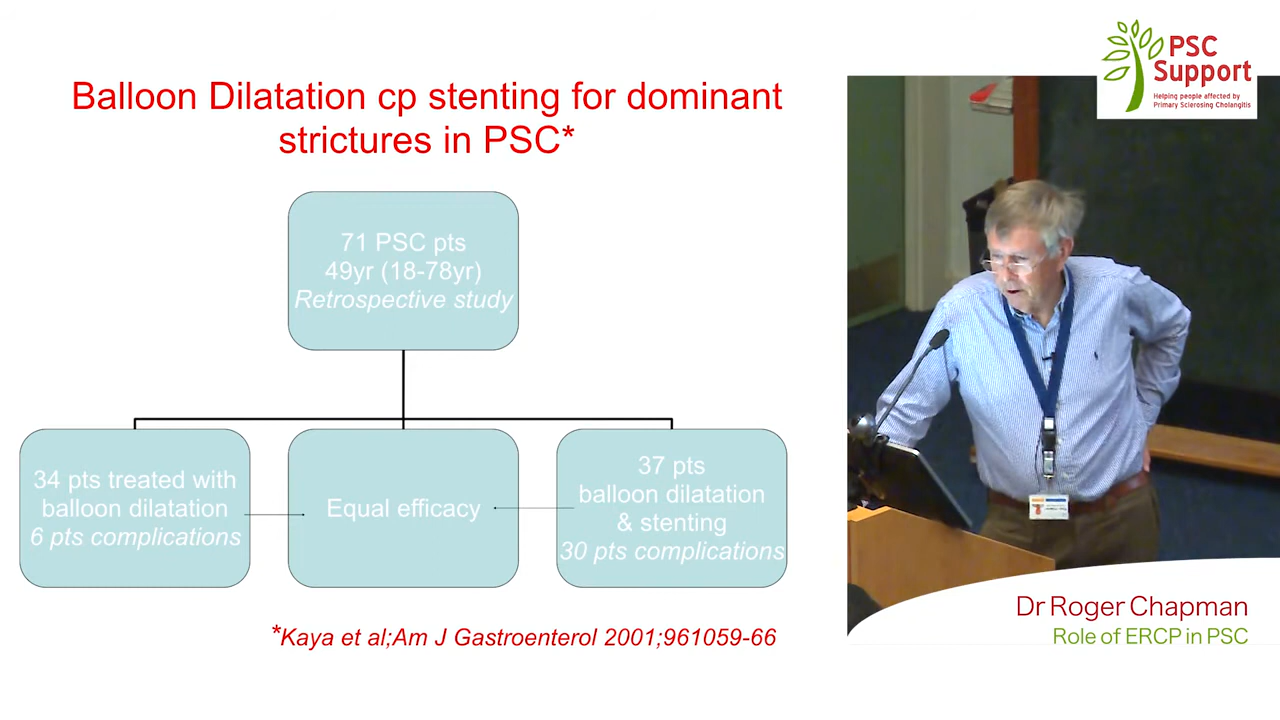 Balloon Dilatation cp stenting for dominant
strictures in PSC*
71 PSC pts
49yr (18-78yr)
Retrospective study
34 pts treated with
balloon dilatation
6 pts complications
Equal efficacy
37 pts
balloon dilatation
& stenting
30 pts complications
*Kaya et al;Am J Gastroenterol 2001;961059-66
PSC
Support
Helping people affected by
Primary Sclerosing Cholangitis
Dr Roger Chapman
Role of ERCP in PSC